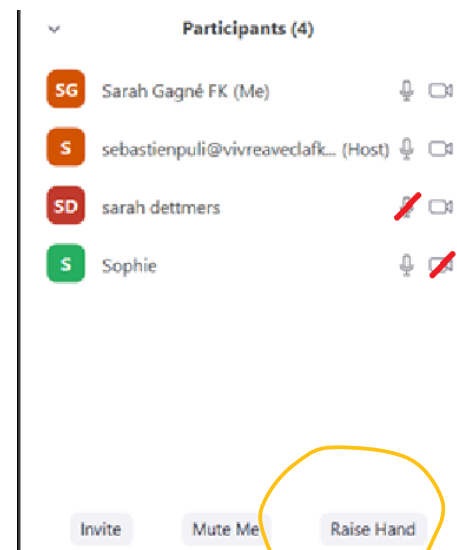 Participants (4)
SG Sarah Gagné FK (Me)
S sebastienpuli@vivreaveclafk... (Host)
SD sarah dettmers
S Sophie
Invite Mute Me Raise Hand